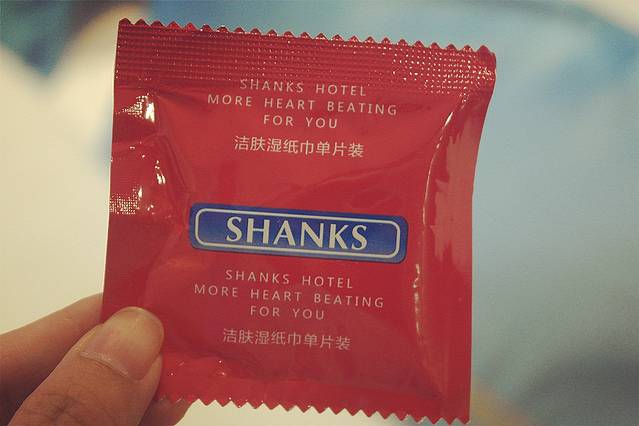 SHANKS HOTEL
MORE HEART BEATING
FOR YOU
洁肤湿纸巾单片装
SHANKS
SHANKS HOTEL
MORE HEART BEATING
FOR YOU
洁肤湿纸巾单片装